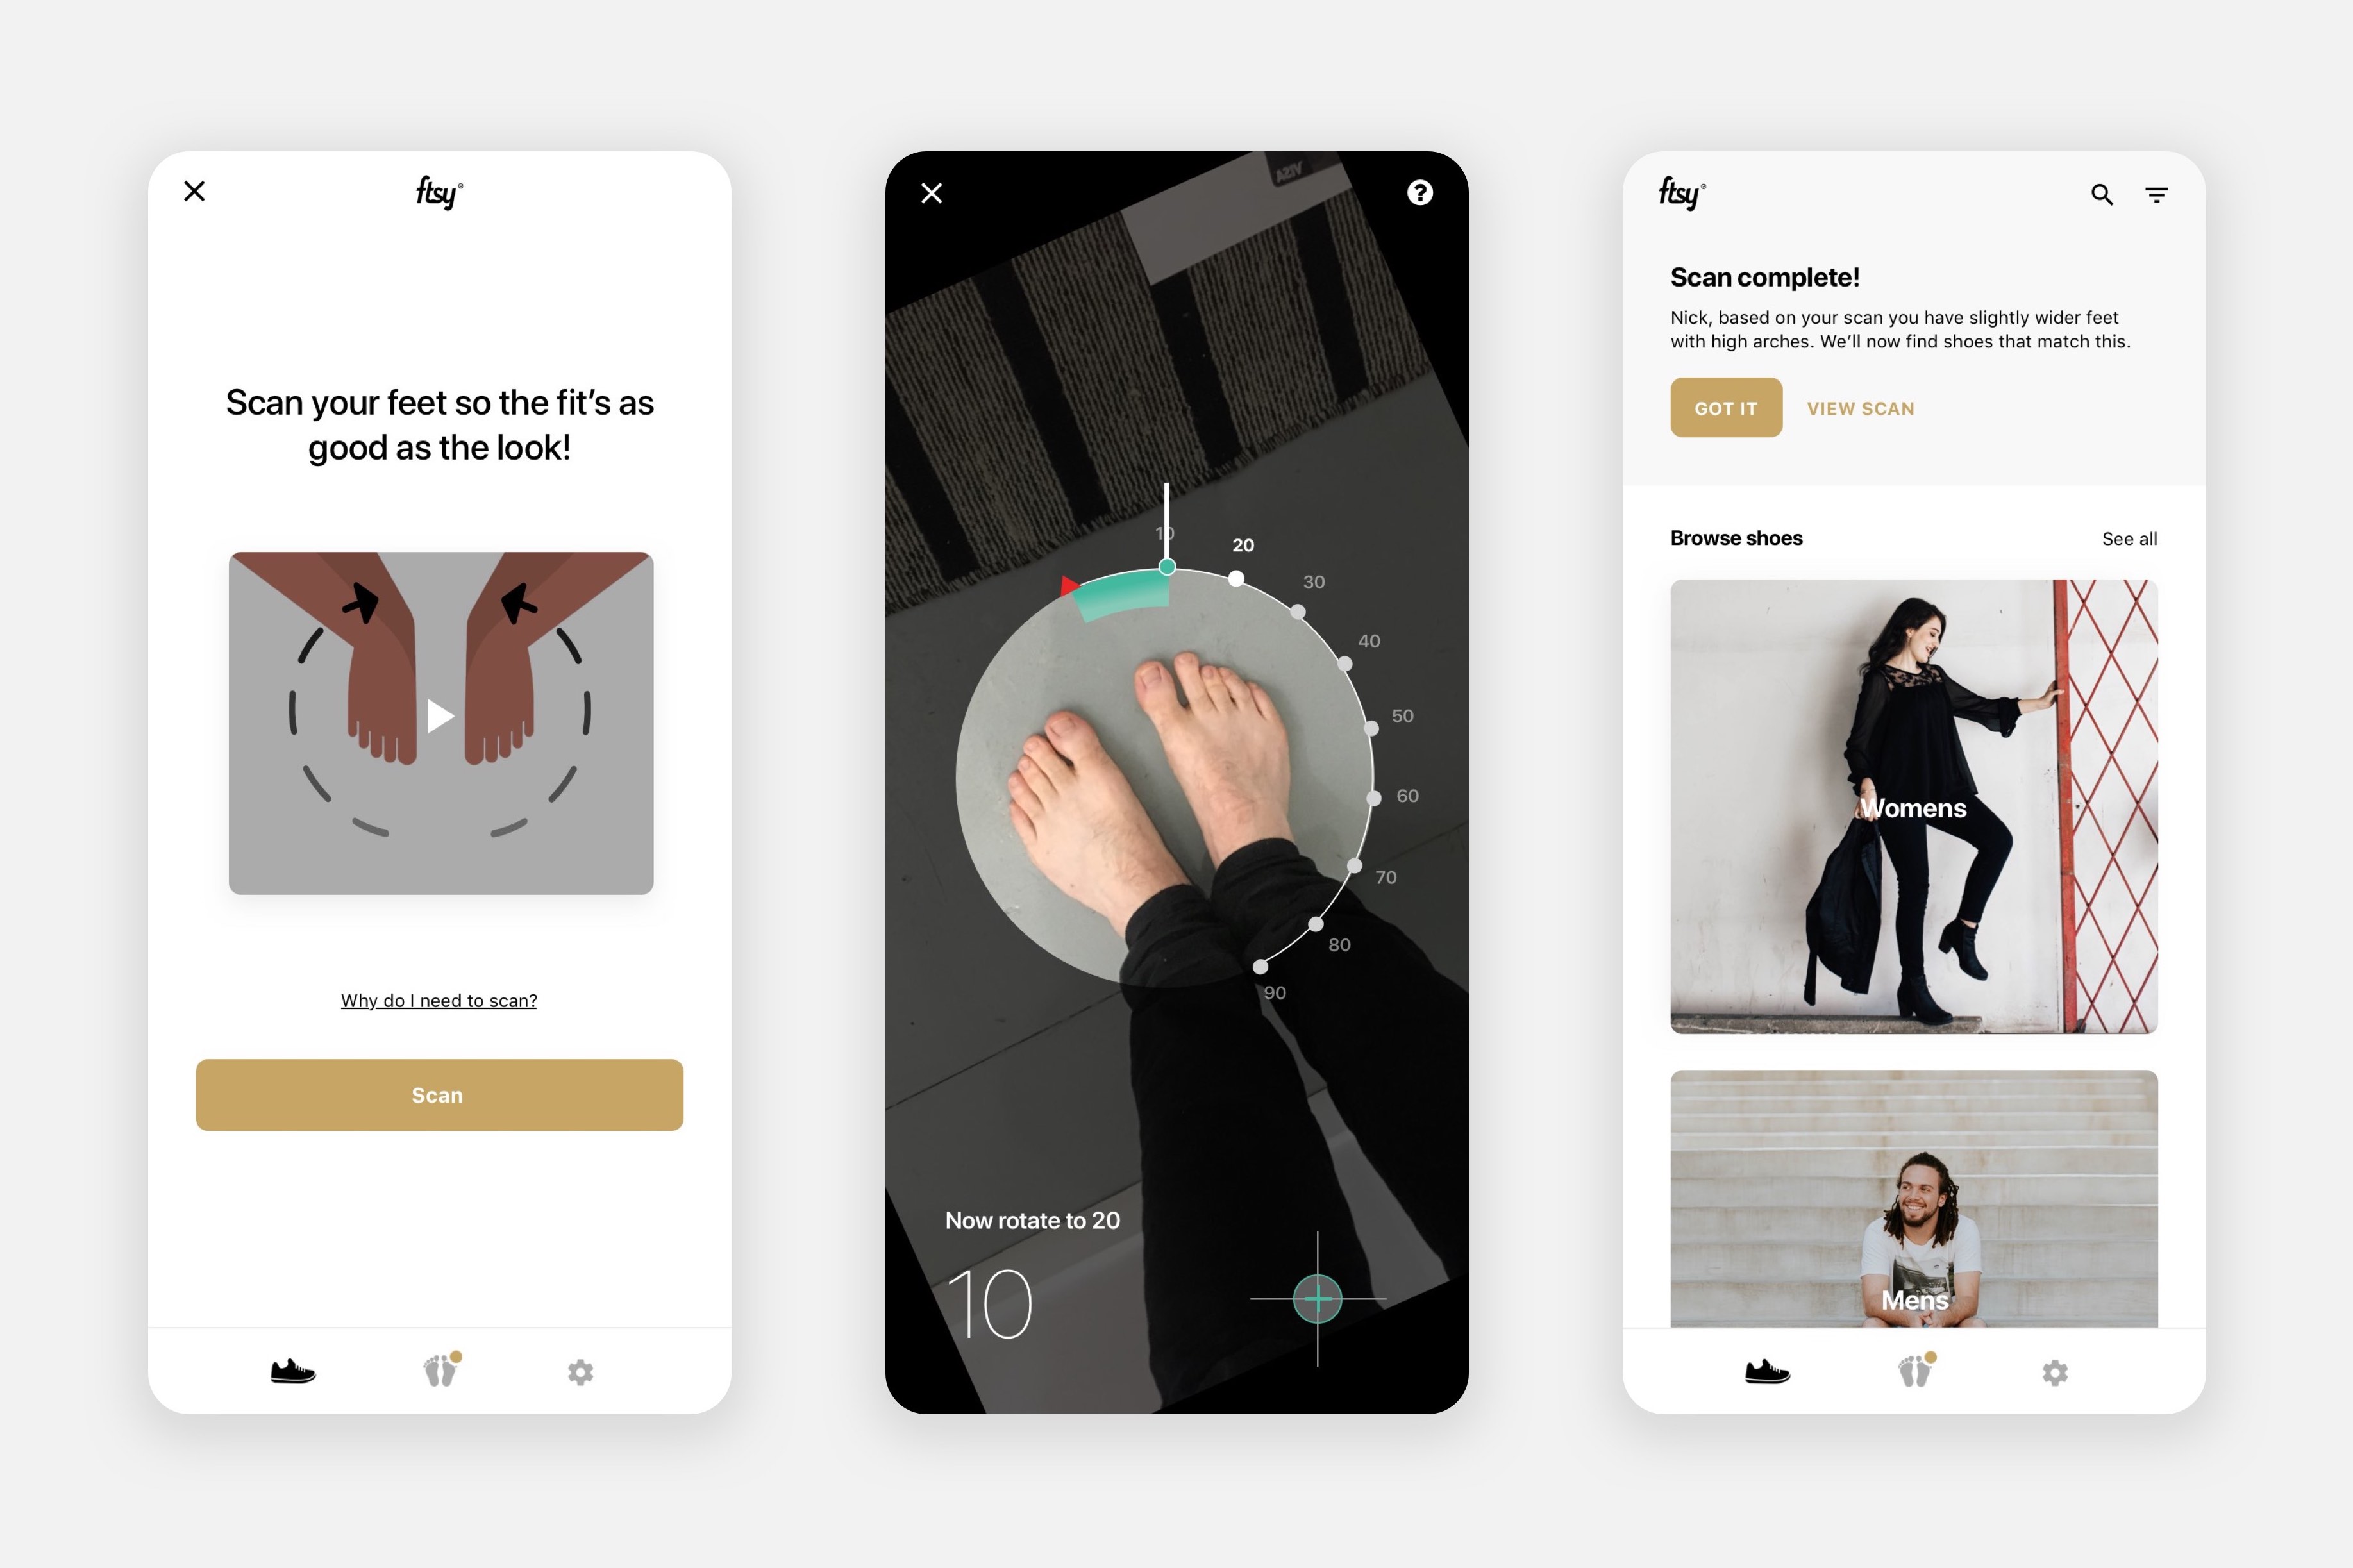 ftsy
Scan your feet so the fit's as
good as the look!
Why do I need to scan?
Scan
VISA
10
20
30
40
50
60
70
80
90
Now rotate to 20
10
ftsy
Scan complete!
Nick, based on your scan you have slightly wider feet
with high arches. We'll now find shoes that match this.
GOT IT
VIEW SCAN
Browse shoes
See all
Womens
Mens